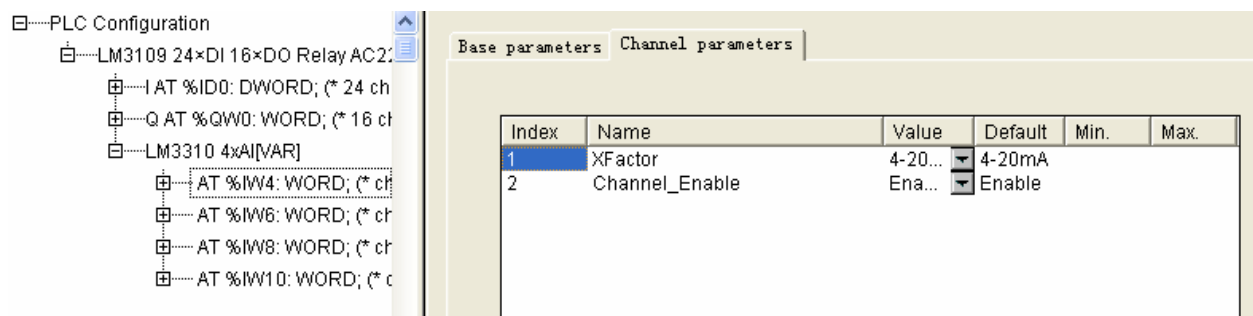 PLC Configuration
LM3109 24×DI 16×DO Relay AC22
I AT %ID0: DWORD; (* 24 ch
Q AT %QW0: WORD; (* 16 ch
LM3310 4xAI[VAR]
AT %IW4: WORD; (* ch
AT %IW6: WORD; (* ch
AT %IW8: WORD; (* ch
AT %IW10: WORD; (* c
Base parameters Channel parameters
Index Name Value Default Min. Max.
1 XFactor 4-20... 4-20mA
2 Channel_Enable Ena... Enable